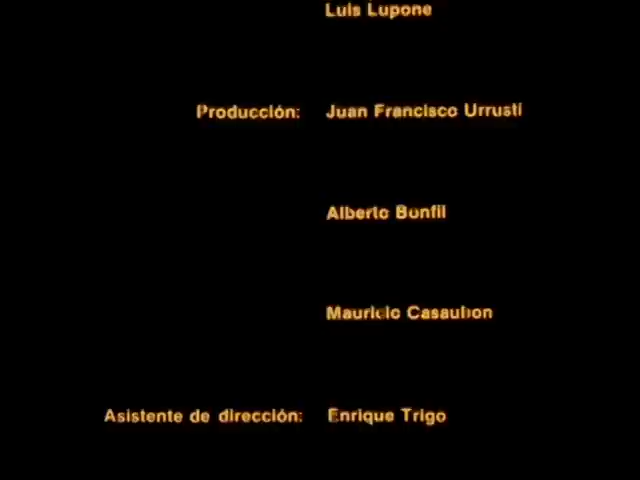 Luis Lupone
Producción: Juan Francisco Urrusti
Alberto Bonfil
Mauricio Casaubon
Asistente de dirección: Enrique Trigo